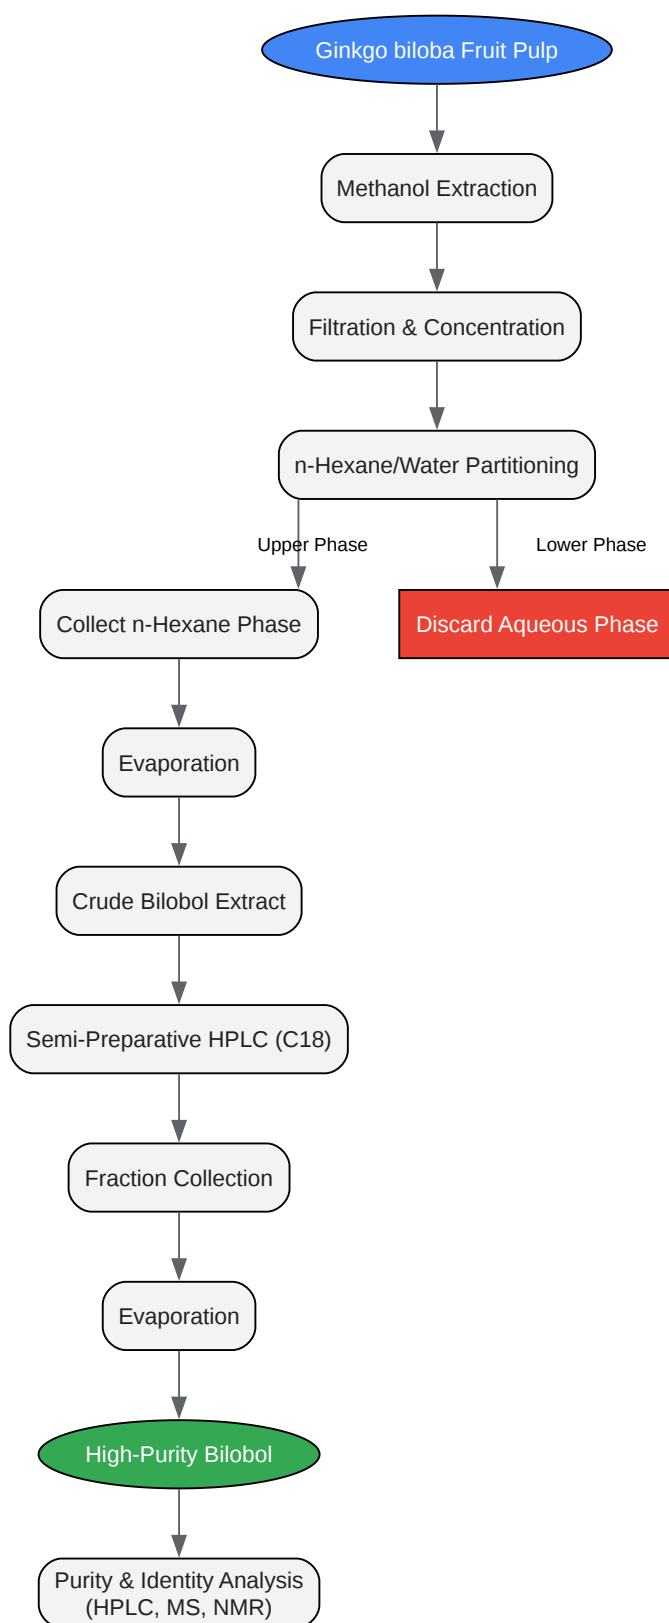 Ginkgo biloba Fruit Pulp
Methanol Extraction
Filtration & Concentration
n-Hexane/Water Partitioning
Upper Phase
Lower Phase
Collect n-Hexane Phase
Discard Aqueous Phase
Evaporation
Crude Bilobol Extract
Semi-Preparative HPLC (C18)
Fraction Collection
Evaporation
High-Purity Bilobol
Purity & Identity Analysis
(HPLC, MS, NMR)